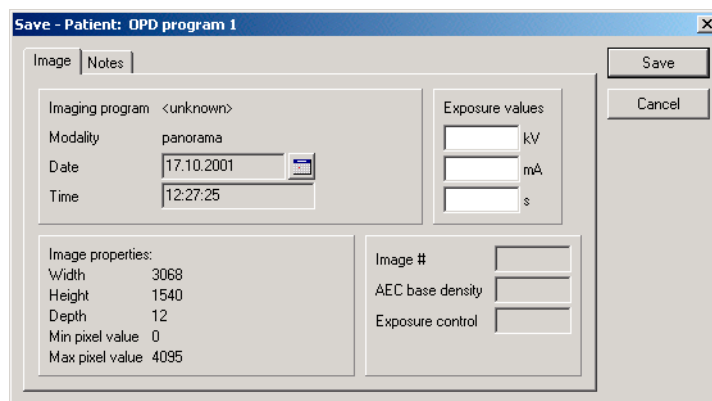 Save - Patient: OPD program 1
Image Notes
Save
Cancel
Imaging program <unknown>
Modality panorama
Date 17.10.2001
Time 12:27:25
Exposure values
kV
mA
s
Image properties:
Width 3068
Height 1540
Depth 12
Min pixel value 0
Max pixel value 4095
Image #
AEC base density
Exposure control